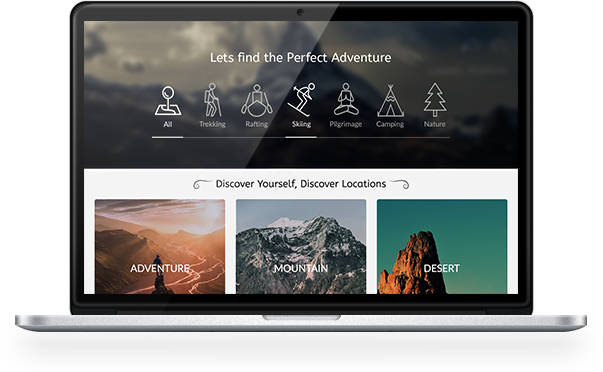 Lets find the Perfect Adventure
All Trekking Rafting Skiing Pilgrimage Camping Nature
Discover Yourself, Discover Locations
ADVENTURE MOUNTAIN DESERT